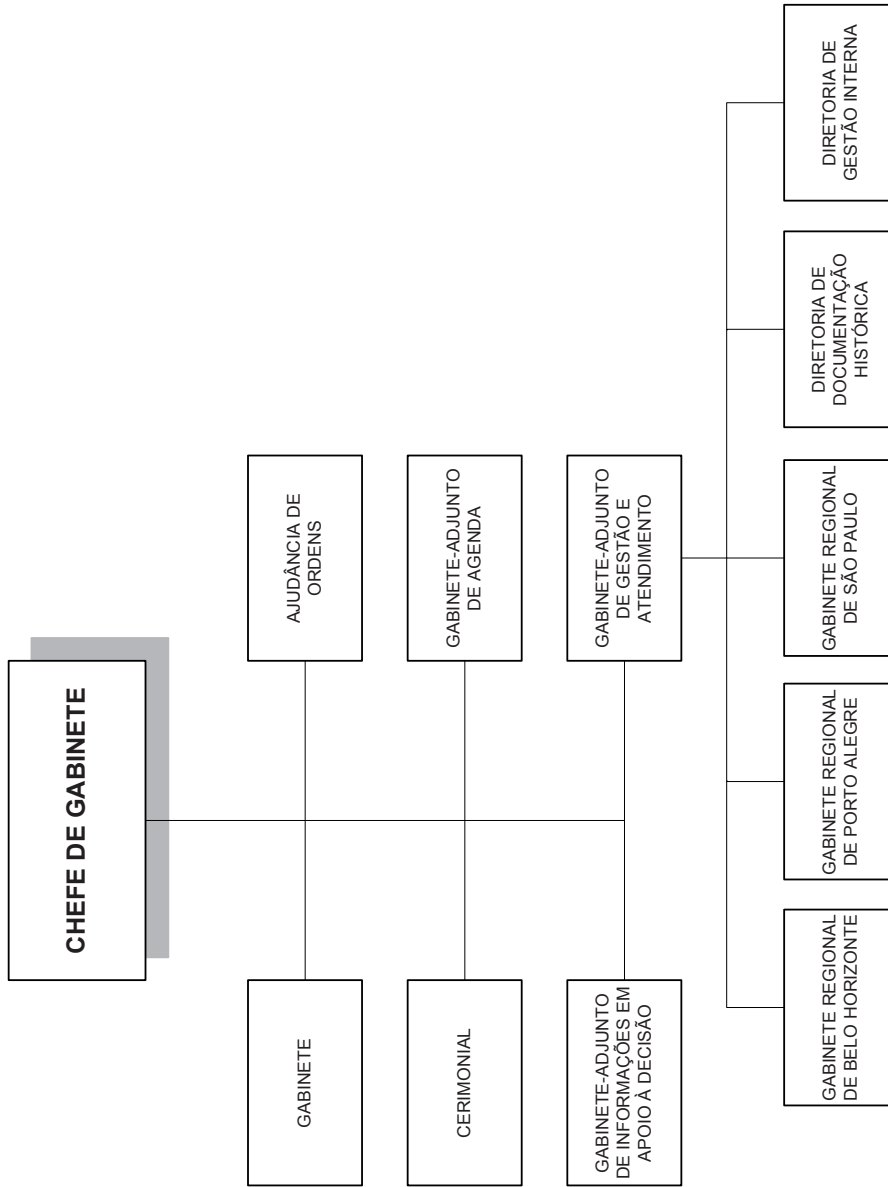 CHEFE DE GABINETE
GABINETE
AJUDÂNCIA DE
ORDENS
CERIMONIAL
GABINETE-ADJUNTO
DE AGENDA
GABINETE-ADJUNTO
DE INFORMAÇÕES EM
APOIO À DECISÃO
GABINETE-ADJUNTO
DE GESTÃO E
ATENDIMENTO
GABINETE REGIONAL
DE BELO HORIZONTE
GABINETE REGIONAL
DE PORTO ALEGRE
GABINETE REGIONAL
DE SÃO PAULO
DIRETORIA DE
DOCUMENTAÇÃO
HISTÓRICA
DIRETORIA DE
GESTÃO INTERNA